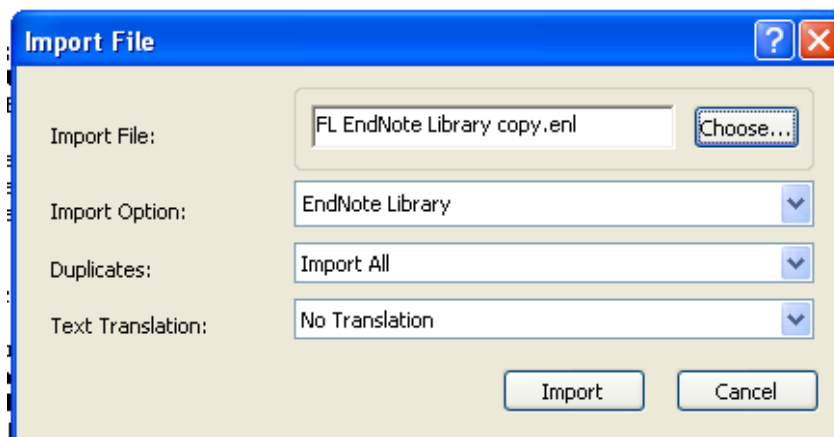 Import File
Import File:
FL EndNote Library copy.enl
Choose...
Import Option:
EndNote Library
Duplicates:
Import All
Text Translation:
No Translation
Import
Cancel